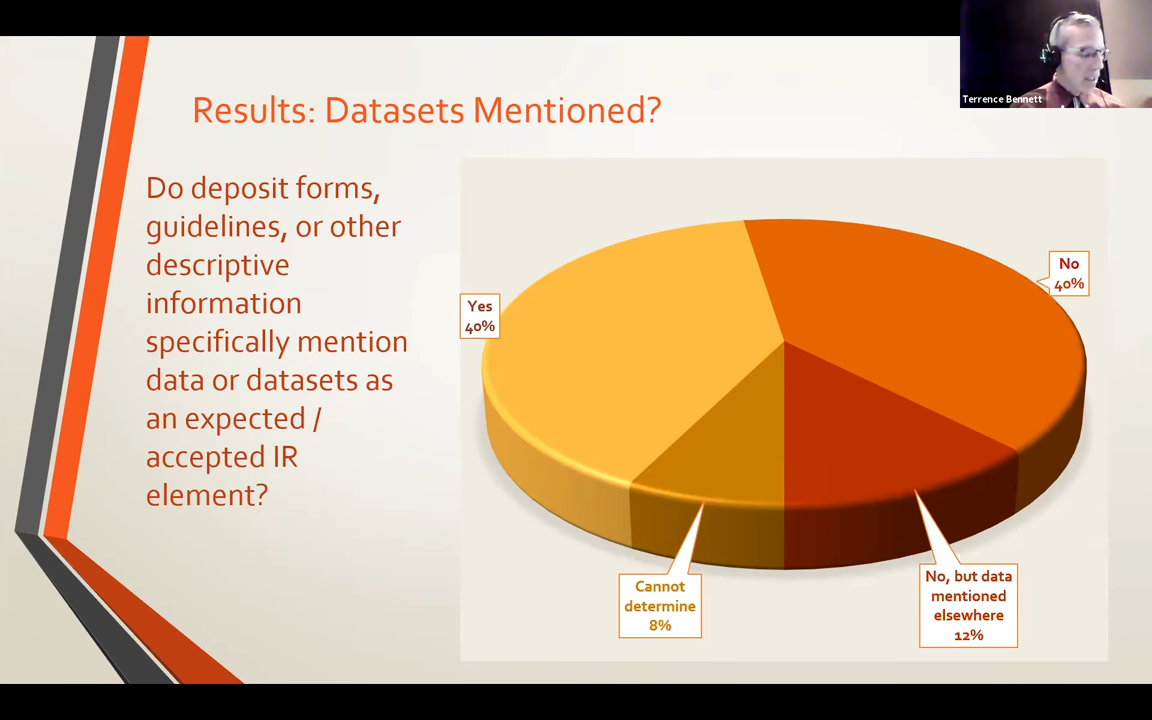 Terrence Bennett
Results: Datasets Mentioned?
Do deposit forms,
guidelines, or other
descriptive
information
specifically mention
data or datasets as
an expected /
accepted IR
element?
No
40%
Yes
40%
Cannot
determine
8%
No, but data
mentioned
elsewhere
12%